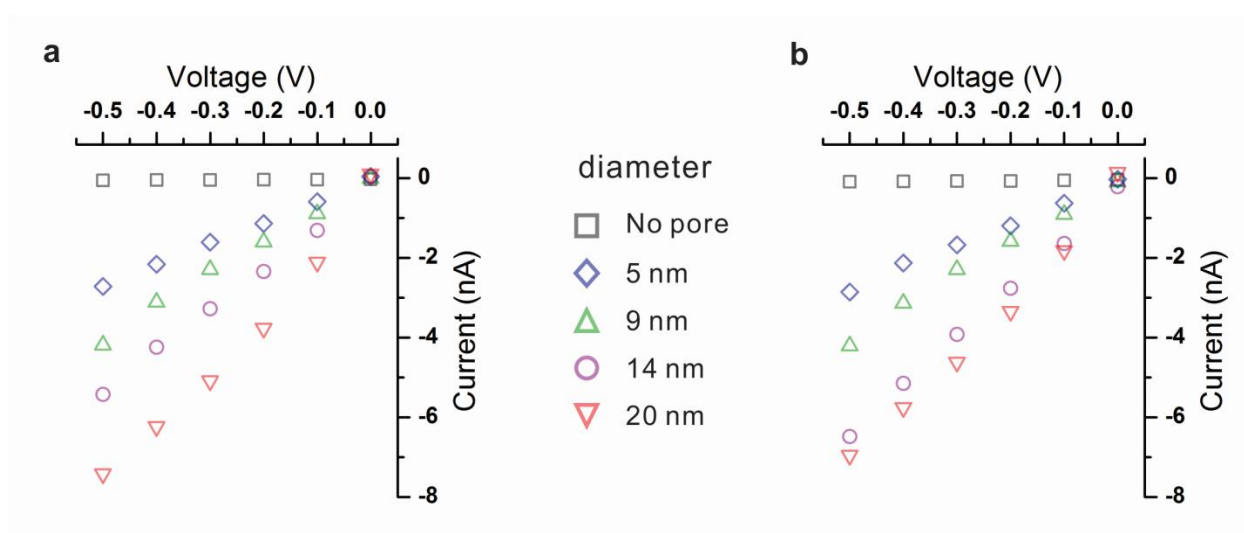 a
Voltage (V)
-0.5 -0.4 -0.3 -0.2 -0.1 0.0
0
-2
-4
-6
-8
Current (nA)
diameter
No pore
5 nm
9 nm
14 nm
20 nm
b
Voltage (V)
-0.5 -0.4 -0.3 -0.2 -0.1 0.0
0
-2
-4
-6
-8
Current (nA)